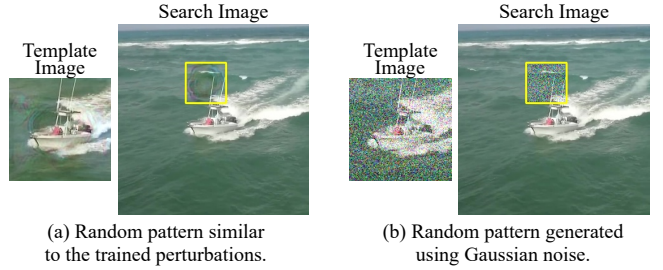 Search Image
Template
Image
(a) Random pattern similar
to the trained perturbations.
Search Image
Template
Image
(b) Random pattern generated
using Gaussian noise.